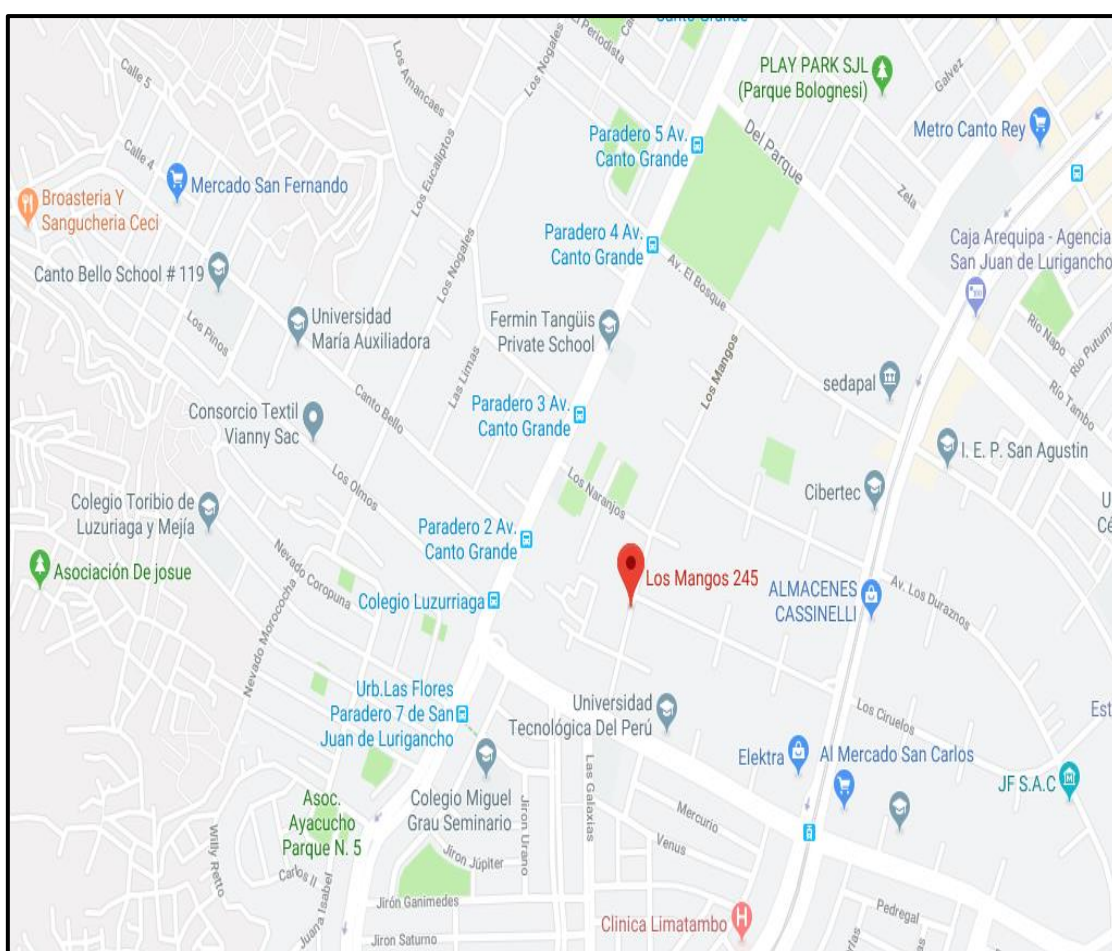 Canto Grande
El Periodista
PLAY PARK SJL
(Parque Bolognesi)
Galvez
Los Nogales
Los Amancaes
Calle 5
Paradero 5 Av.
Canto Grande
Del Parque
Metro Canto Rey
Calle 4
Mercado San Fernando
Los Eucaliptos
Broasteria Y
Sangucheria Ceci
Zela
Paradero 4 Av.
Canto Grande
Caja Arequipa - Agencia
San Juan de Lurigancho
Los Nogales
Canto Bello School # 119
Av. El Bosque
Universidad
María Auxiliadora
Fermin Tangüis
Private School
Los Pinos
Rio Napo
Rio Putum
Las Limas
Los Mangos
sedapal
Rio Tambo
Canto Bello
Paradero 3 Av.
Canto Grande
Consorcio Textil
Vianny Sac
I. E. P. San Agustin
Los Olmos
Los Naranjos
Cibertec
Colegio Toribio de
Luzuriaga y Mejía
Paradero 2 Av.
Canto Grande
Nevado Coropuna
Asociación De josue
Los Mangos 245
Colegio Luzurriaga
ALMACENES
CASSINELLI
Av. Los Duraznos
Nevado Morococha
Urb.Las Flores
Paradero 7 de San
Juan de Lurigancho
Universidad
Tecnológica Del Perú
Los Ciruelos
Est
Elektra
Al Mercado San Carlos
JF S.A.C
Asoc.
Ayacucho
Parque N. 5
Colegio Miguel
Grau Seminario
Jiron Urano
Las Galaxias
Mercurio
Venus
Willy Retto
Carlos II
Jirón Júpiter
Juana Isabel
Jirón Ganimedes
Jiron Saturno
Clinica Limatambo
Pedregal